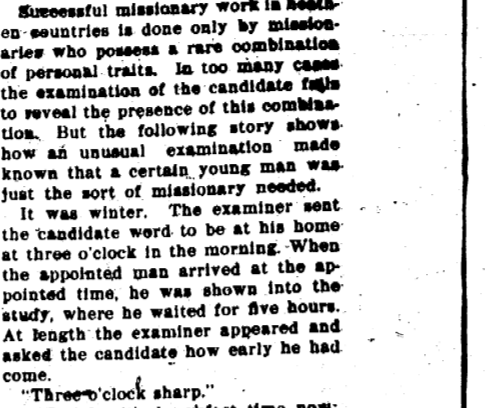 Successful missionary work in heath-
en countries is done only by mission-
aries who possess a rare combination
of personal traits. In too many cases
the examination of the candidate fails
to reveal the presence of this combina-
tion. But the following story shows
how an unusual examination made
known that a certain young man was
just the sort of missionary needed.
It was winter. The examiner sent
the candidate word to be at his home
at three o'clock in the morning. When
the appointed man arrived at the ap-
pointed time, he was shown into the
study, where he waited for five hours.
At length the examiner appeared and
asked the candidate how early he had
come.
"Three o'clock sharp."
time now-